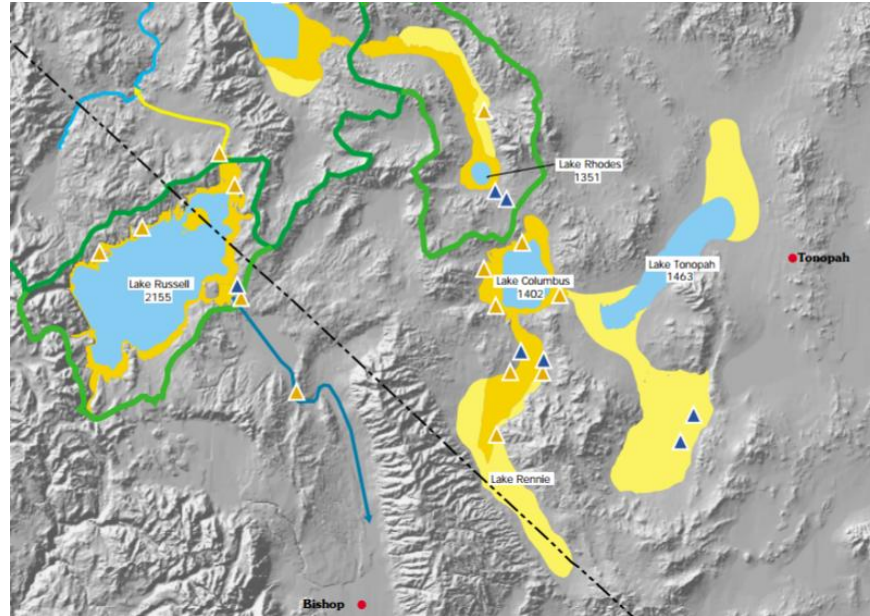 Lake Rhodes
1351
Lake Tonopah
1463
Tonopah
Lake Russell
2155
Lake Columbus
1402
Lake Rennie
Bishop